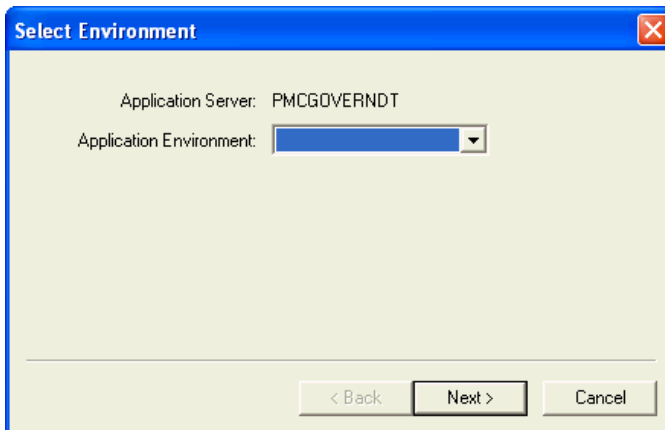 Select Environment
Application Server: PMCGOVERNDT
Application Environment:
< Back Next > Cancel